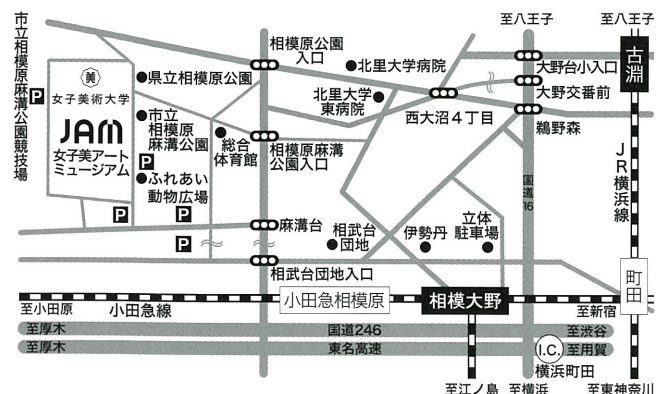 市立相模原麻溝公園競技場
P
美
女子美術大学
JAM
女子美アート
ミュージアム
県立相模原公園
市立
相模原
麻溝公園
P
ふれあい
動物広場
P
P
P
総合
体育館
相模原公園
入口
北里大学病院
北里大学
東病院
相模原麻溝
公園入口
西大沼4丁目
麻溝台
相武台
団地
伊勢丹
立体
駐車場
相武台団地入口
至八王子
大野台小入口
大野交番前
鵜野森
国道16
至八王子
古淵
JR横浜線
町田
小田急相模原
相模大野
至小田原
小田急線
至新宿
至厚木
国道246
至渋谷
至厚木
東名高速
I.C.
至用賀
横浜町田
至江ノ島
至横浜
至東神奈川